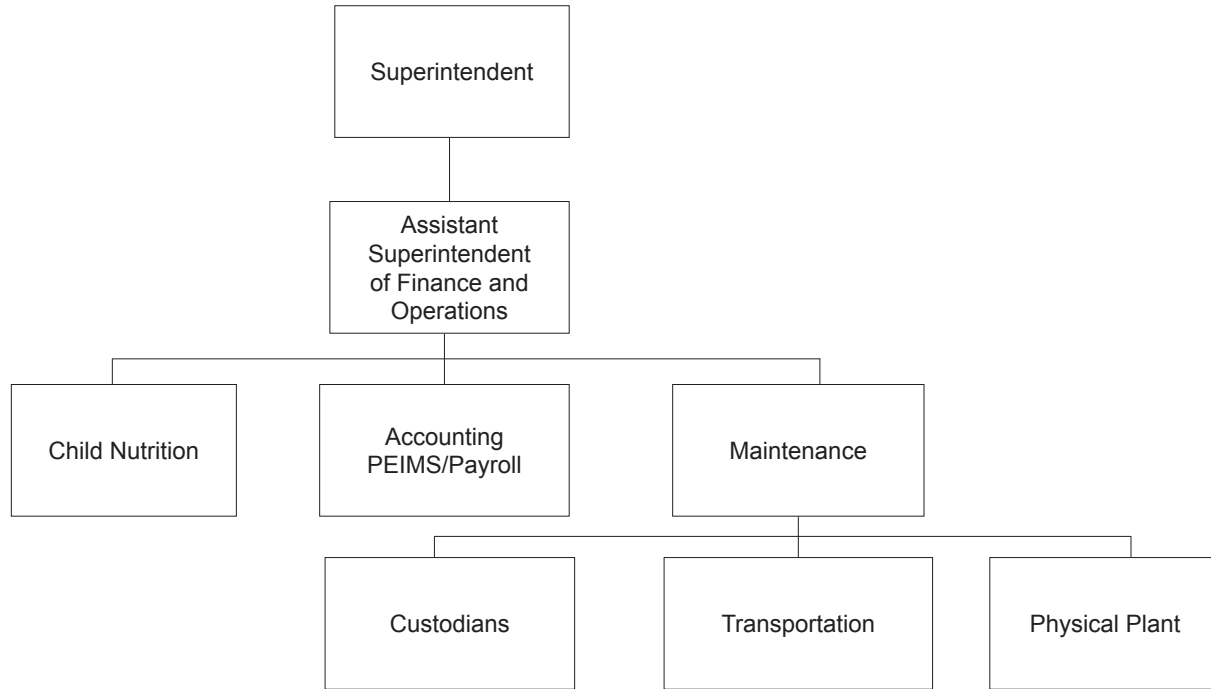 Superintendent
Assistant
Superintendent
of Finance and
Operations
Child Nutrition
Accounting
PEIMS/Payroll
Maintenance
Custodians
Transportation
Physical Plant